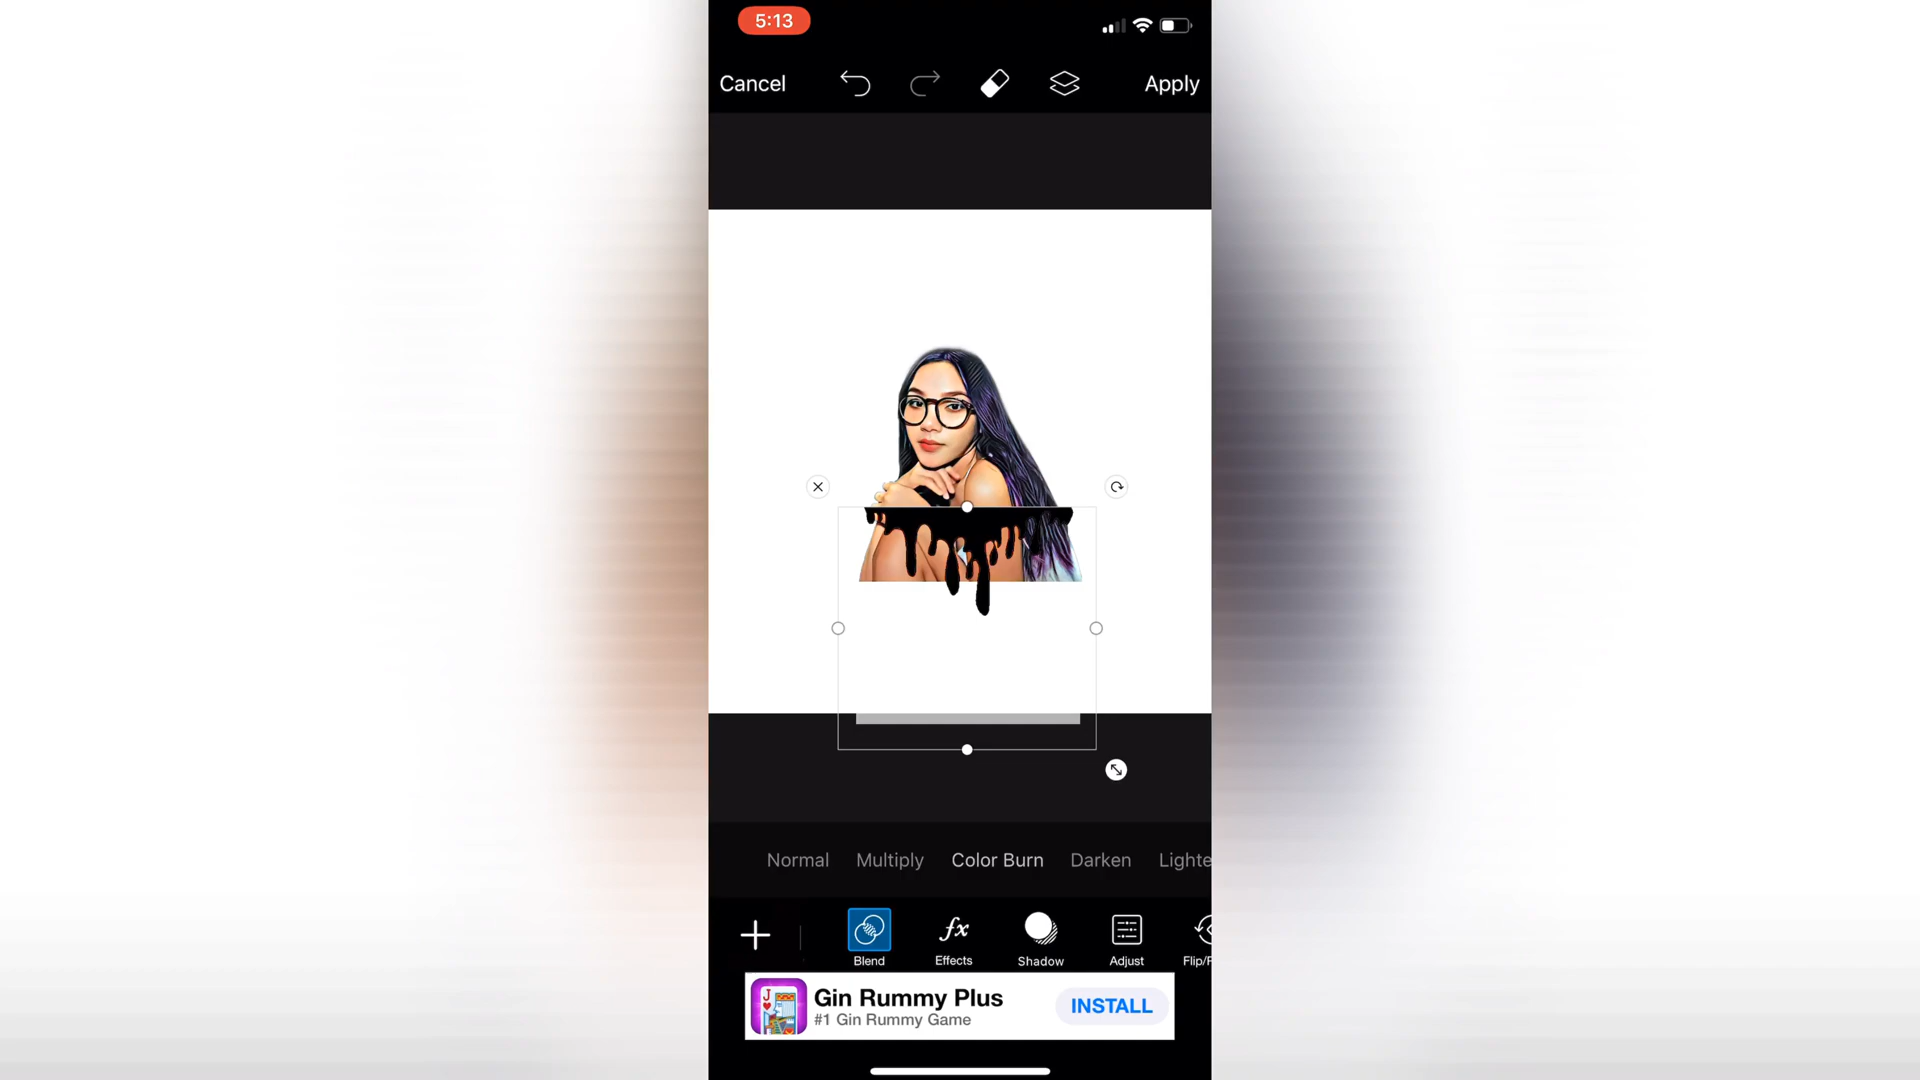 5:13
Cancel
Apply
Normal Multiply Color Burn Darken Lighte
Blend Effects Shadow Adjust Flip/
Gin Rummy Plus
#1 Gin Rummy Game
INSTALL
J